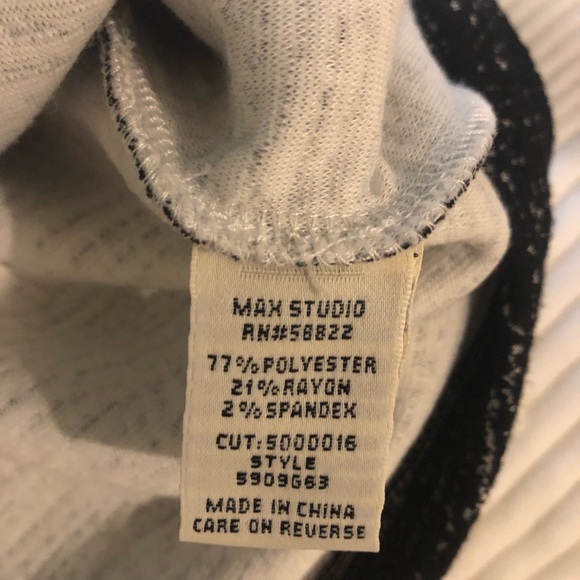 MAX STUDIO
RN#58822
77%POLYESTER
21%RAYON
2%SPANDEX
CUT:5000016
STYLE
5909G63
MADE IN CHINA
CARE ON REVERSE